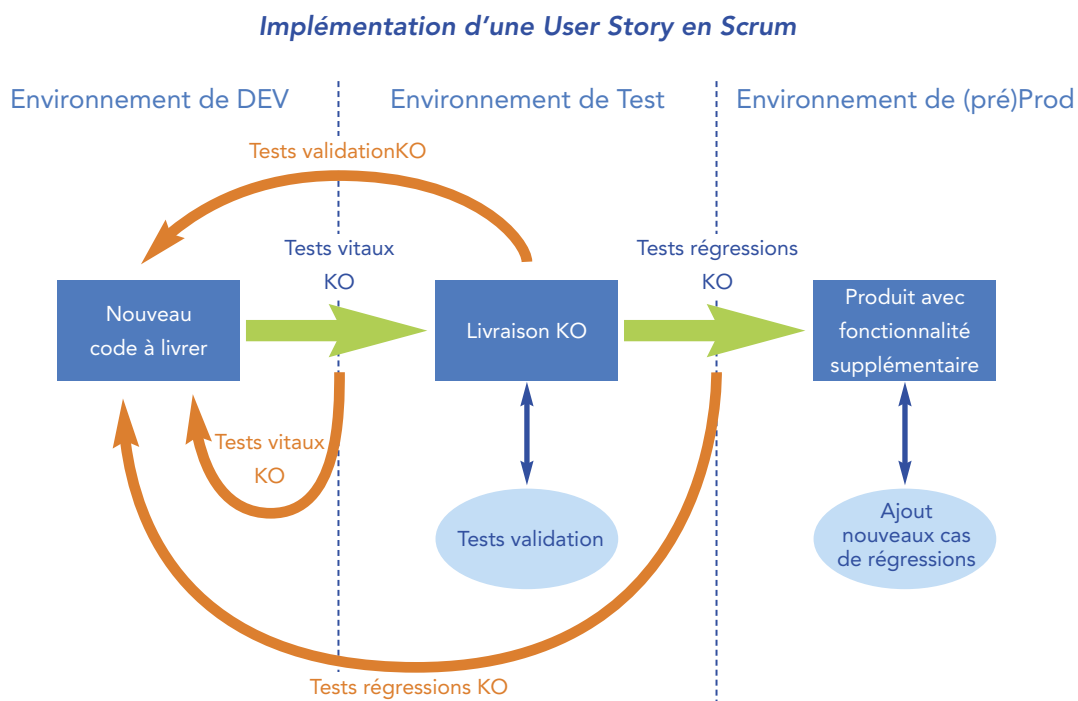 Implémentation d'une User Story en Scrum
Environnement de DEV
Environnement de Test
Environnement de (pré)Prod
Tests validationKO
Tests vitaux
KO
Tests régressions
KO
Nouveau
code à livrer
Livraison KO
Produit avec
fonctionnalité
supplémentaire
Tests vitaux
KO
Tests validation
Ajout
nouveaux cas
de régressions
Tests régressions KO